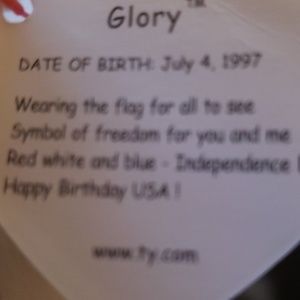 Glory™
DATE OF BIRTH: July 4, 1997
Wearing the flag for all to see
Symbol of freedom for you and me
Red white and blue - Independence
Happy Birthday USA !
www.ty.com